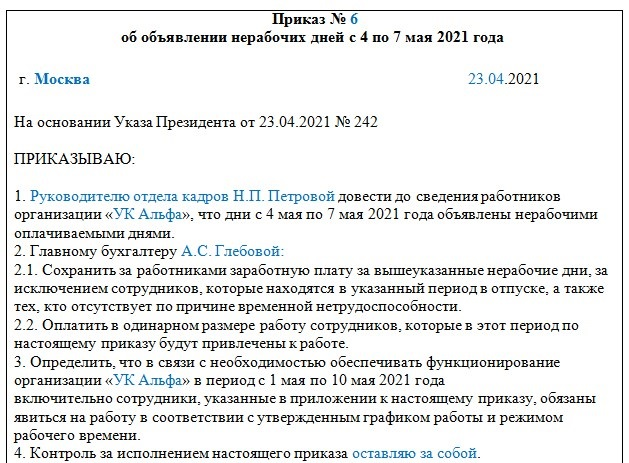 Приказ № 6
об объявлении нерабочих дней с 4 по 7 мая 2021 года
г. Москва 23.04.2021
На основании Указа Президента от 23.04.2021 № 242
ПРИКАЗЫВАЮ:
1. Руководителю отдела кадров Н.П. Петровой довести до сведения работников
организации «УК Альфа», что дни с 4 мая по 7 мая 2021 года объявлены нерабочими
оплачиваемыми днями.
2. Главному бухгалтеру А.С. Глебовой:
2.1. Сохранить за работниками заработную плату за вышеуказанные нерабочие дни, за
исключением сотрудников, которые находятся в указанный период в отпуске, а также
тех, кто отсутствует по причине временной нетрудоспособности.
2.2. Оплатить в одинарном размере работу сотрудников, которые в этот период по
настоящему приказу будут привлечены к работе.
3. Определить, что в связи с необходимостью обеспечивать функционирование
организации «УК Альфа» в период с 1 мая по 10 мая 2021 года
включительно сотрудники, указанные в приложении к настоящему приказу, обязаны
явиться на работу в соответствии с утвержденным графиком работы и режимом
рабочего времени.
4. Контроль за исполнением настоящего приказа оставляю за собой.